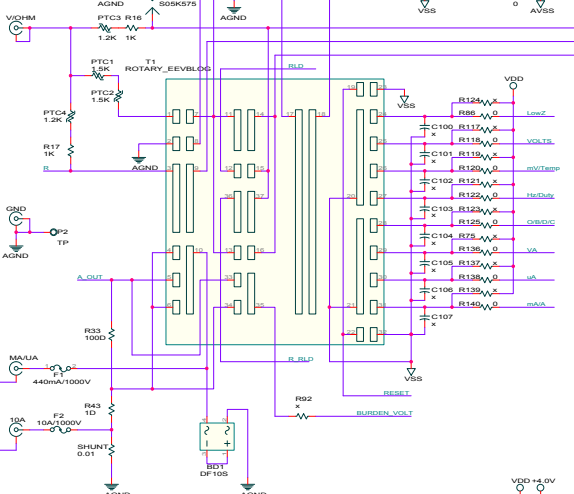 AGND
S05K575
VSS
0
AVSS
V/OHM
PTC3 R16
AGND
1.2K 1K
PTC1
1.5K
T1
ROTARY_EEVBLOG
RLD
PTC2
1.5K
VDD
VSS
PTC4
1.2K
R124 x
R86 0
LowZ
C100
R117 x
R118 0
VOLTS
R17
1K
C101
R119 x
R120 0
mV/Temp
AGND
R
C102
R121 x
R122 0
Hz/Duty
GND
C103
R123 x
R125 0
O/B/D/C
P2
TP
C104
R75 x
R136 0
VA
AGND
C105
R137 x
R138 0
uA
A_OUT
C106
R139 x
R140 0
mA/A
C107
R33
100D
MA/UA
F1
440mA/1000V
R_RLD
VSS
RESET
R43
1D
R92
x
BURDEN_VOLT
10A
F2
10A/1000V
SHUNT
0.01
BD1
DF10S
VDD +4.0V
AGND
AGND